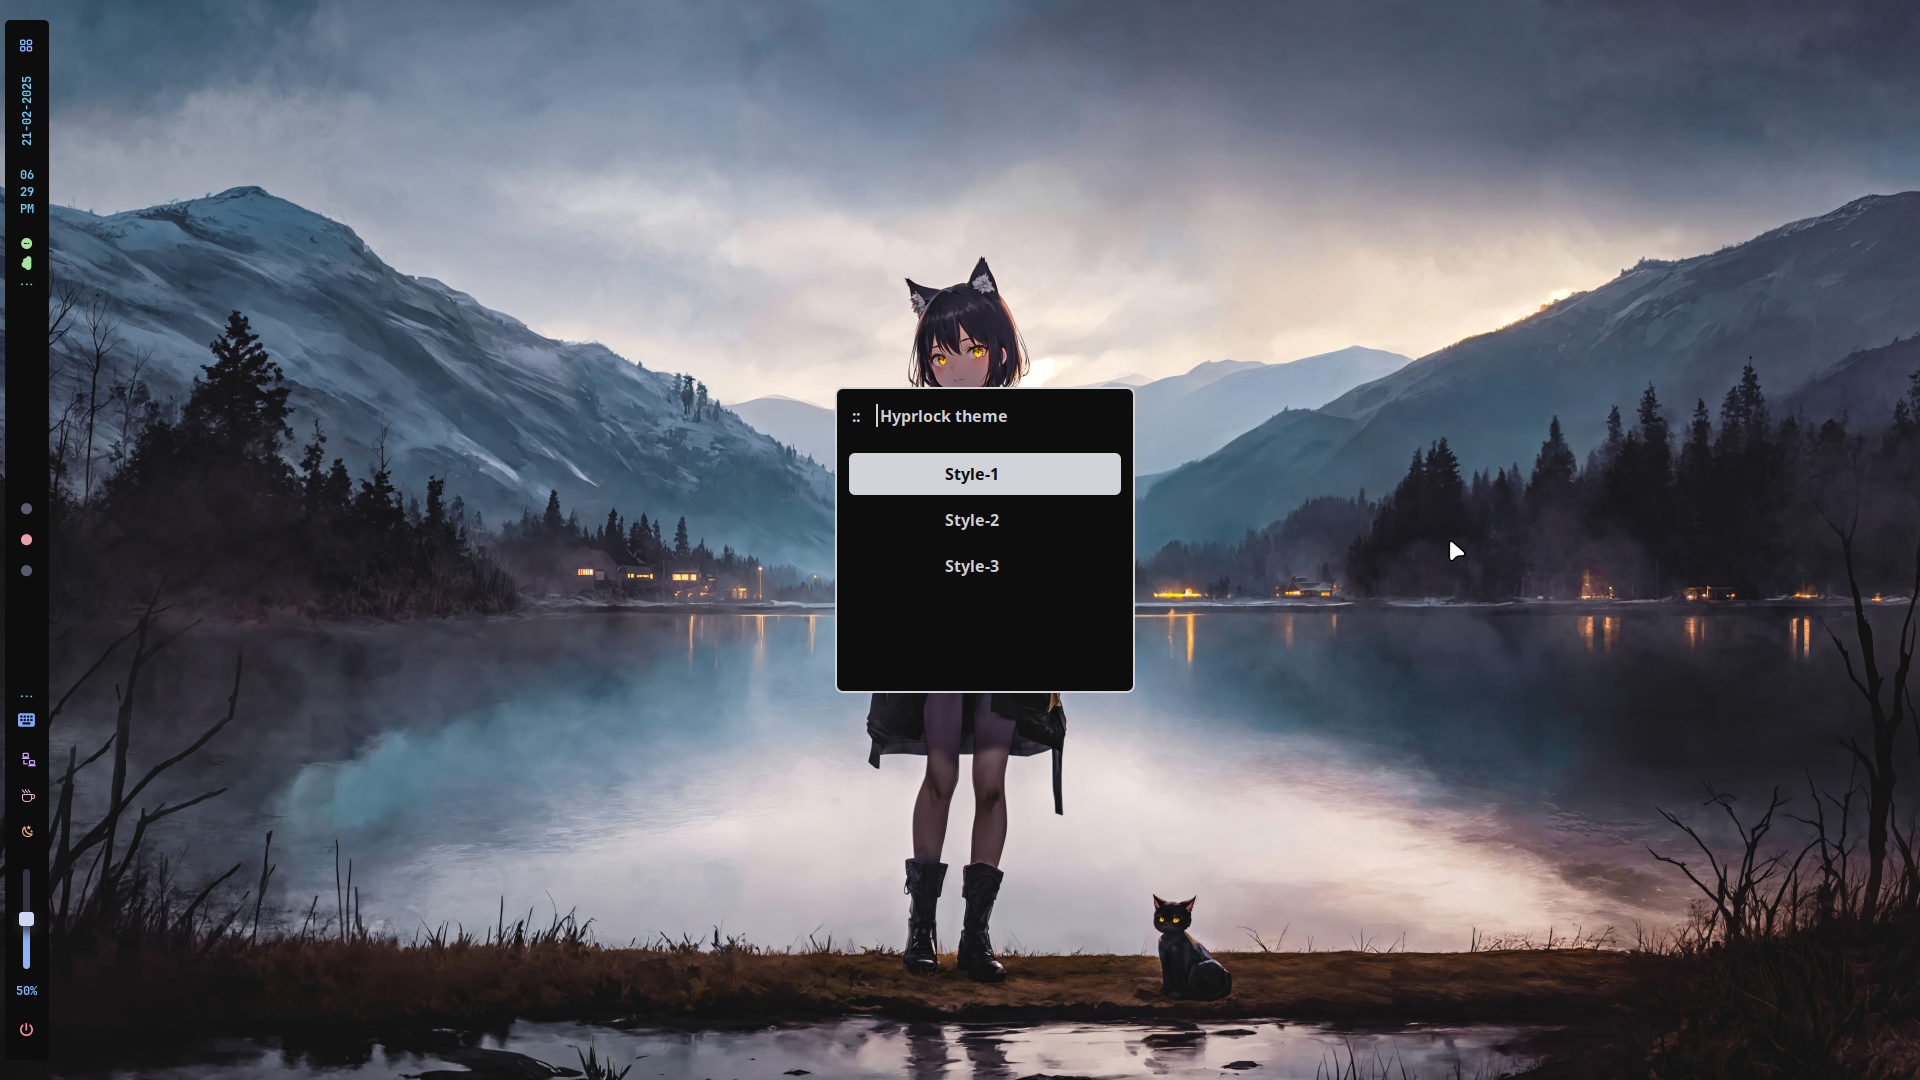 21-02-2025
06
29
PM
...
Hyprlock theme
Style-1
Style-2
Style-3
...
50%